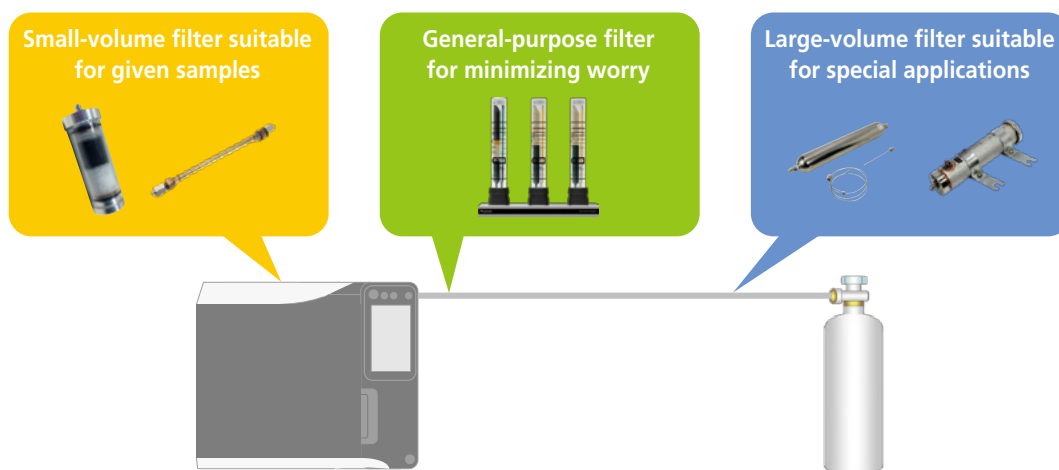 Small-volume filter suitable
for given samples
General-purpose filter
for minimizing worry
Large-volume filter suitable
for special applications